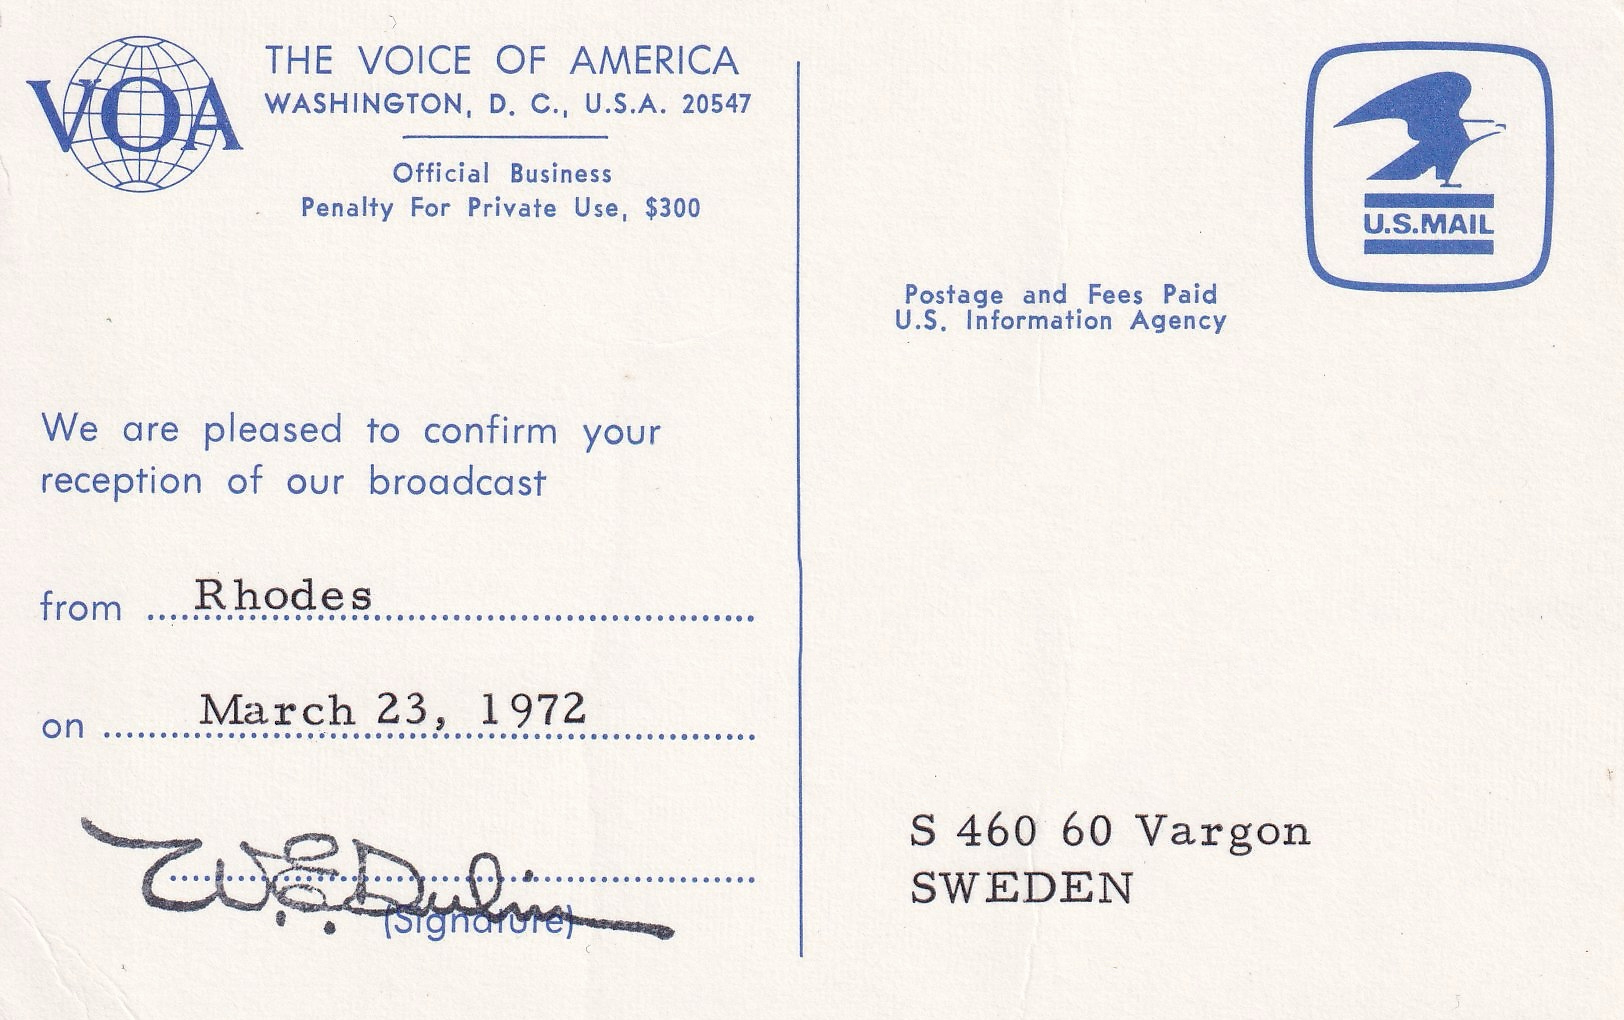 VOA
THE VOICE OF AMERICA
WASHINGTON, D. C., U.S.A. 20547
Official Business
Penalty For Private Use, $300
We are pleased to confirm your
reception of our broadcast
from ....Rhodes
on ....March 23, 1972
W.E. Dulin
(Signature)
U.S.MAIL
Postage and Fees Paid
U.S. Information Agency
S 460 60 Vargon
SWEDEN